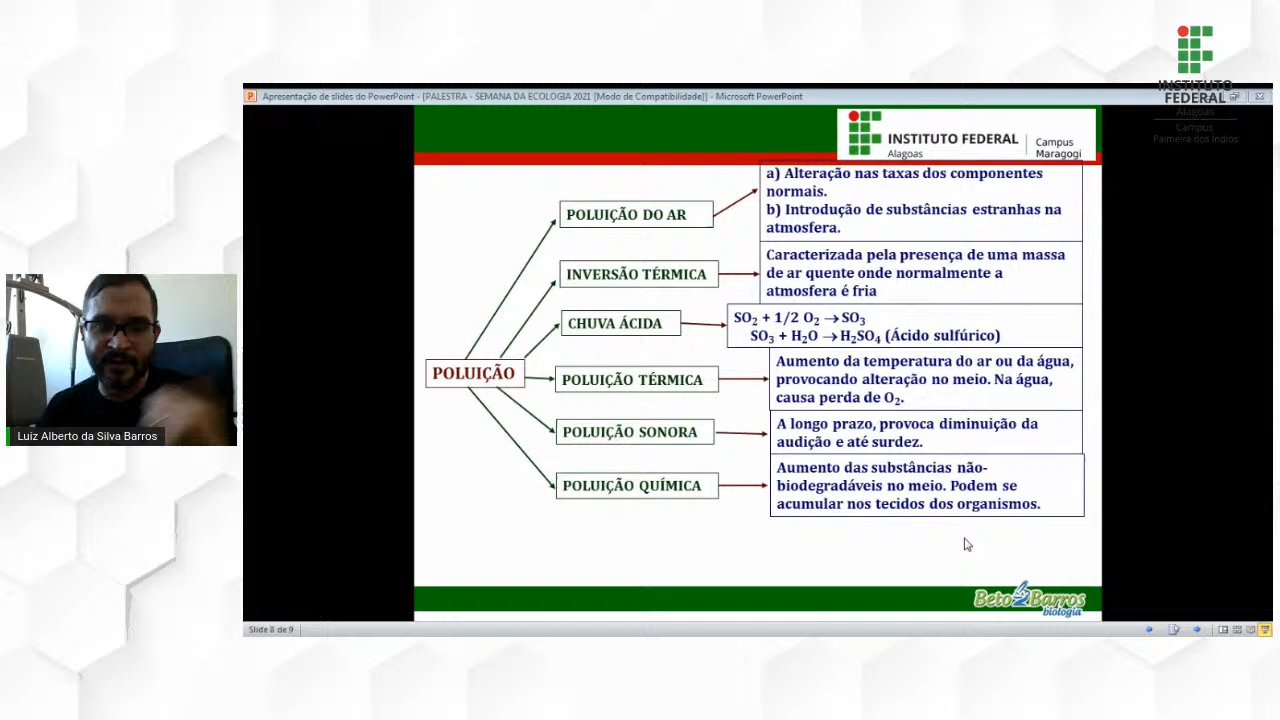 INSTITUTO
FEDERAL
Alagoas
Campus
Palmeira dos Índios
Apresentação de slides do PowerPoint - [PALESTRA - SEMANA DA ECOLOGIA 2021 [Modo de Compatibilidade]] - Microsoft PowerPoint
INSTITUTO FEDERAL
Alagoas
Campus
Maragogi
POLUIÇÃO
POLUIÇÃO DO AR
a) Alteração nas taxas dos componentes
normais.
b) Introdução de substâncias estranhas na
atmosfera.
INVERSÃO TÉRMICA
Caracterizada pela presença de uma massa
de ar quente onde normalmente a
atmosfera é fria
CHUVA ÁCIDA
SO₂ + 1/2 O₂ → SO₃
SO₃ + H₂O → H₂SO₄ (Ácido sulfúrico)
POLUIÇÃO TÉRMICA
Aumento da temperatura do ar ou da água,
provocando alteração no meio. Na água,
causa perda de O₂.
POLUIÇÃO SONORA
A longo prazo, provoca diminuição da
audição e até surdez.
POLUIÇÃO QUÍMICA
Aumento das substâncias não-
biodegradáveis no meio. Podem se
acumular nos tecidos dos organismos.
Luiz Alberto da Silva Barros
Beto Barros
biologia
Slide 8 de 9